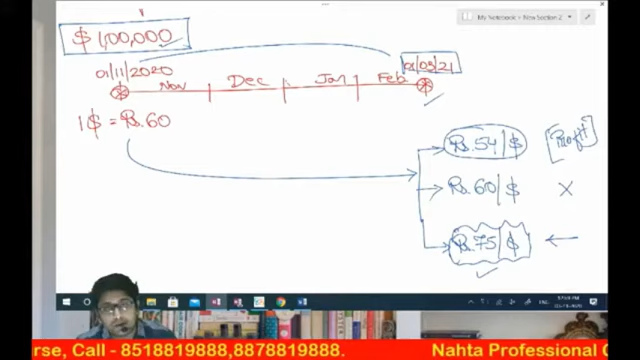 $ 1,00,000
My Notebook > New Section 2
01/11/2020
01/03/21
Nov Dec Jan Feb
1$ = Rs.60
Rs.54/$ [Profit]
Rs.60/$ X
Rs.75/$
rse, Call - 8518819888,8878819888. Nahta Professional C